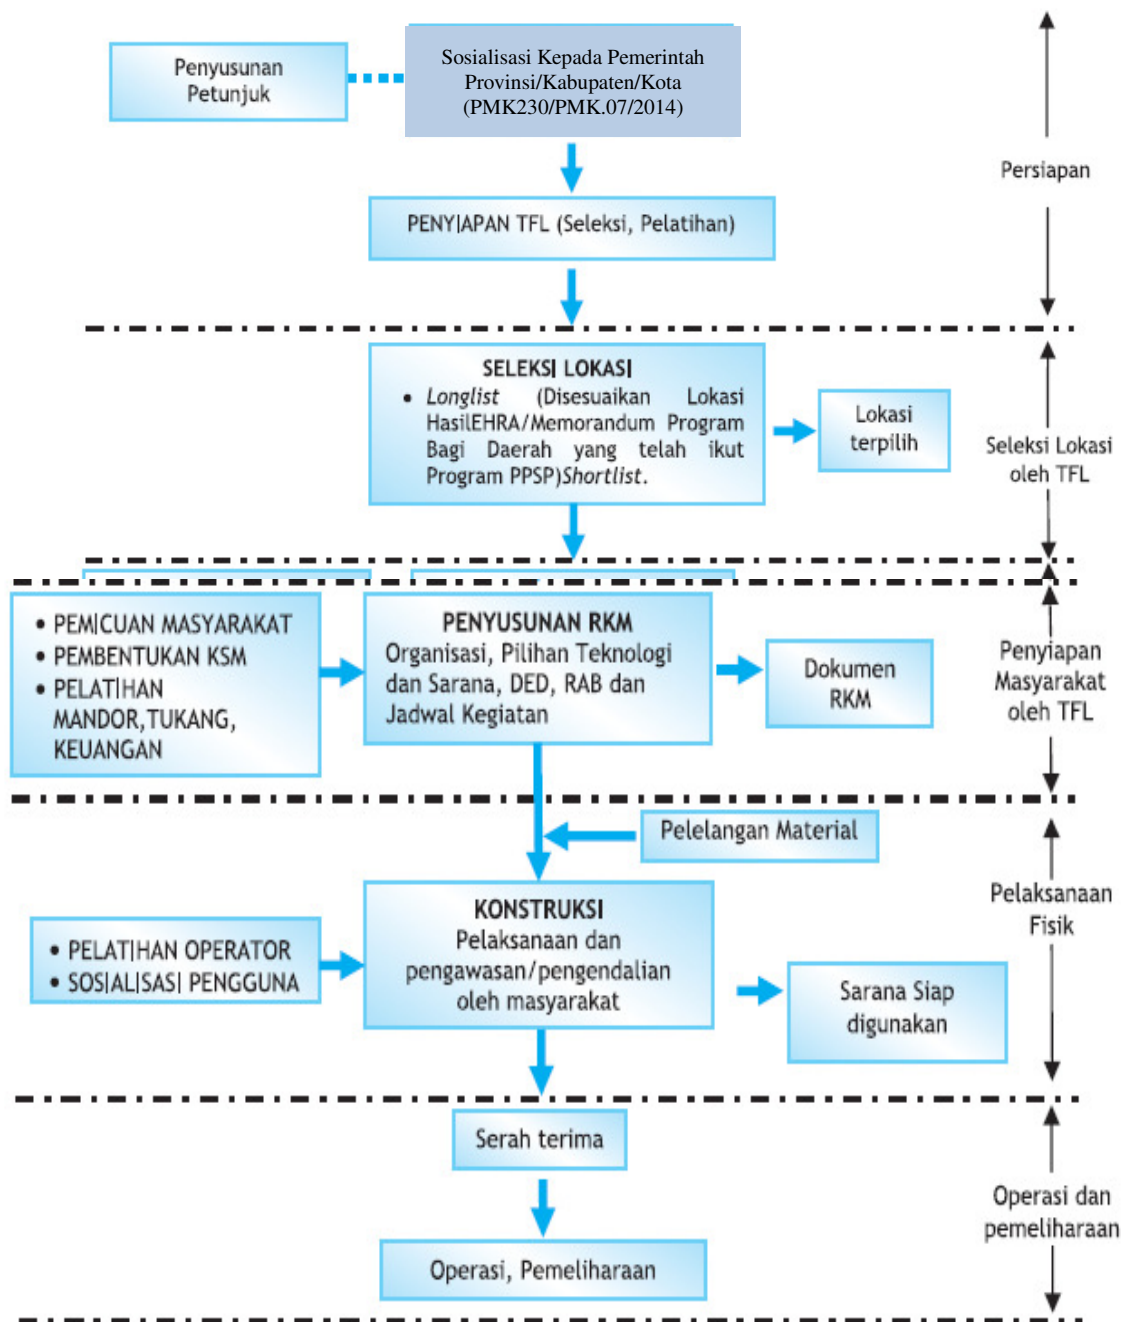 Penyusunan
Petunjuk
Sosialisasi Kepada Pemerintah
Provinsi/Kabupaten/Kota
(PMK230/PMK.07/2014)
Persiapan
PENYIAPAN TFL (Seleksi, Pelatihan)
SELEKSI LOKASI
• Longlist (Disesuaikan Lokasi
HasilEHRA/Memorandum Program
Bagi Daerah yang telah ikut
Program PPSP)Shortlist.
Lokasi
terpilih
Seleksi Lokasi
oleh TFL
• PEMICUAN MASYARAKAT
• PEMBENTUKAN KSM
• PELATIHAN
MANDOR,TUKANG,
KEUANGAN
PENYUSUNAN RKM
Organisasi, Pilihan Teknologi
dan Sarana, DED, RAB dan
Jadwal Kegiatan
Dokumen
RKM
Penyiapan
Masyarakat
oleh TFL
Pelelangan Material
KONSTRUKSI
Pelaksanaan dan
pengawasan/pengendalian
oleh masyarakat
• PELATIHAN OPERATOR
• SOSIALISASI PENGGUNA
Sarana Siap
digunakan
Pelaksanaan
Fisik
Serah terima
Operasi, Pemeliharaan
Operasi dan
pemeliharaan